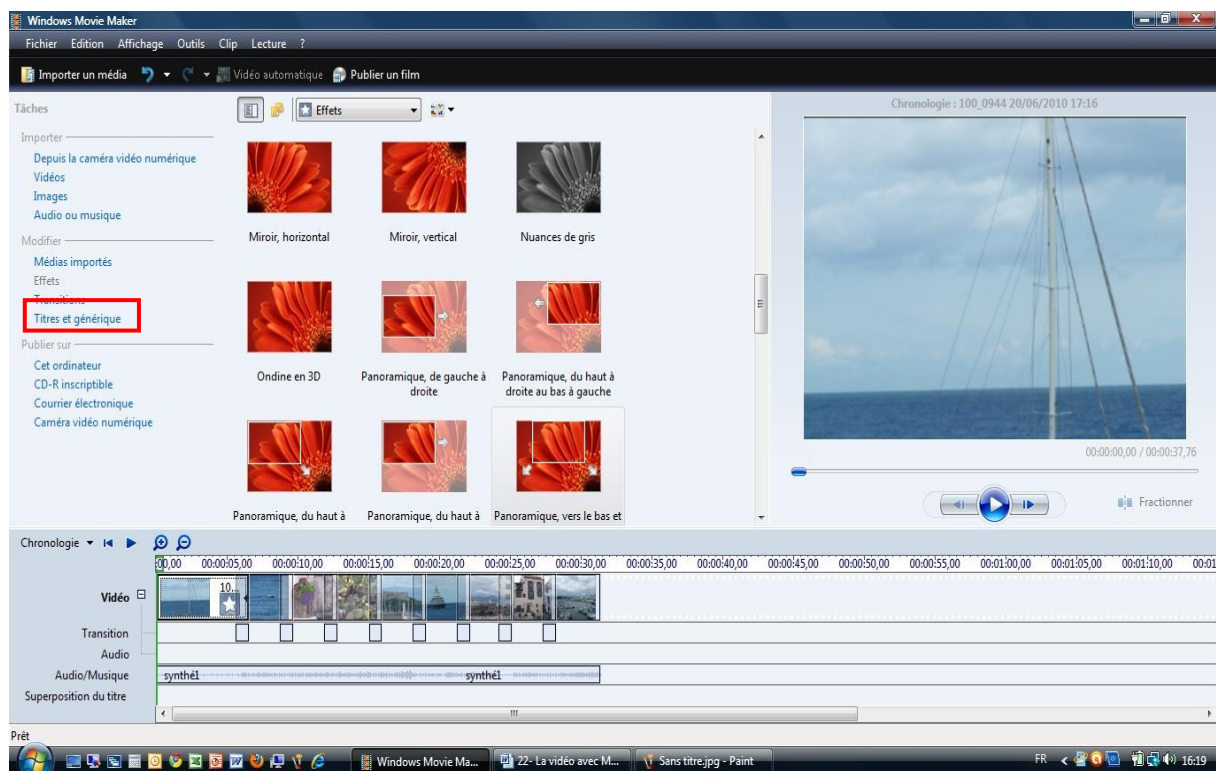 Windows Movie Maker
Fichier Edition Affichage Outils Clip Lecture ?
Importer un média Vidéo automatique Publier un film
Tâches
Importer
Depuis la caméra vidéo numérique
Vidéos
Images
Audio ou musique
Modifier
Médias importés
Effets
Transitions
Titres et générique
Publier sur
Cet ordinateur
CD-R inscriptible
Courrier électronique
Caméra vidéo numérique
Effets
Miroir, horizontal
Miroir, vertical
Nuances de gris
Ondine en 3D
Panoramique, de gauche à
droite
Panoramique, du haut à
droite au bas à gauche
Panoramique, du haut à
Panoramique, du haut à
Panoramique, vers le bas et
Chronologie : 100_0944 20/06/2010 17:16
00:00:00,00 / 00:00:37,76
Fractionner
Chronologie
00,00 00:00:05,00 00:00:10,00 00:00:15,00 00:00:20,00 00:00:25,00 00:00:30,00 00:00:35,00 00:00:40,00 00:00:45,00 00:00:50,00 00:00:55,00 00:01:00,00 00:01:05,00 00:01:10,00 00:01
Vidéo
10...
Transition
Audio
Audio/Musique synthé1 synthé1
Superposition du titre
Prêt
Windows Movie Ma... 22- La vidéo avec M... Sans titre.jpg - Paint FR 16:19